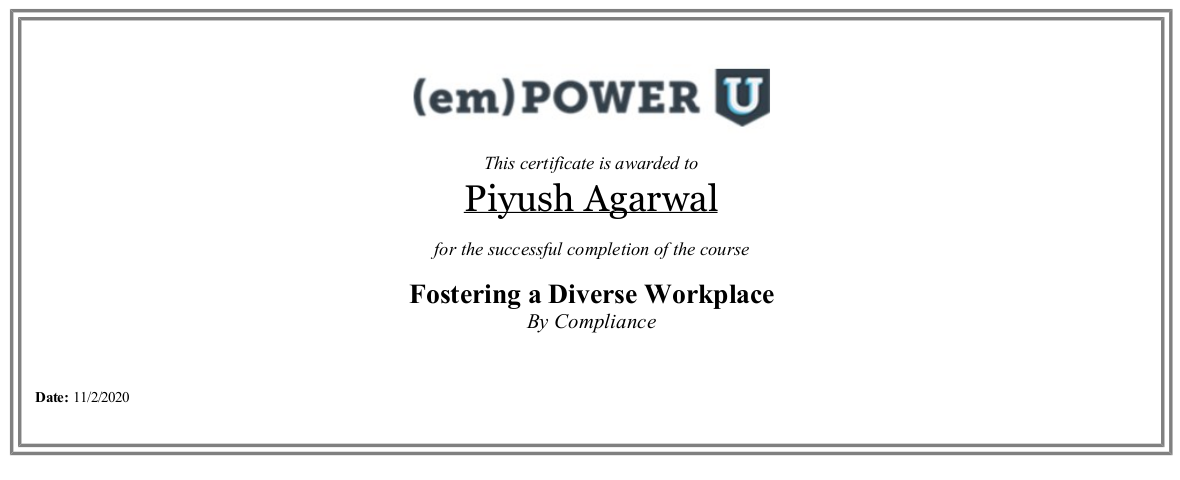 (em)POWER U
This certificate is awarded to
Piyush Agarwal
for the successful completion of the course
Fostering a Diverse Workplace
By Compliance
Date: 11/2/2020